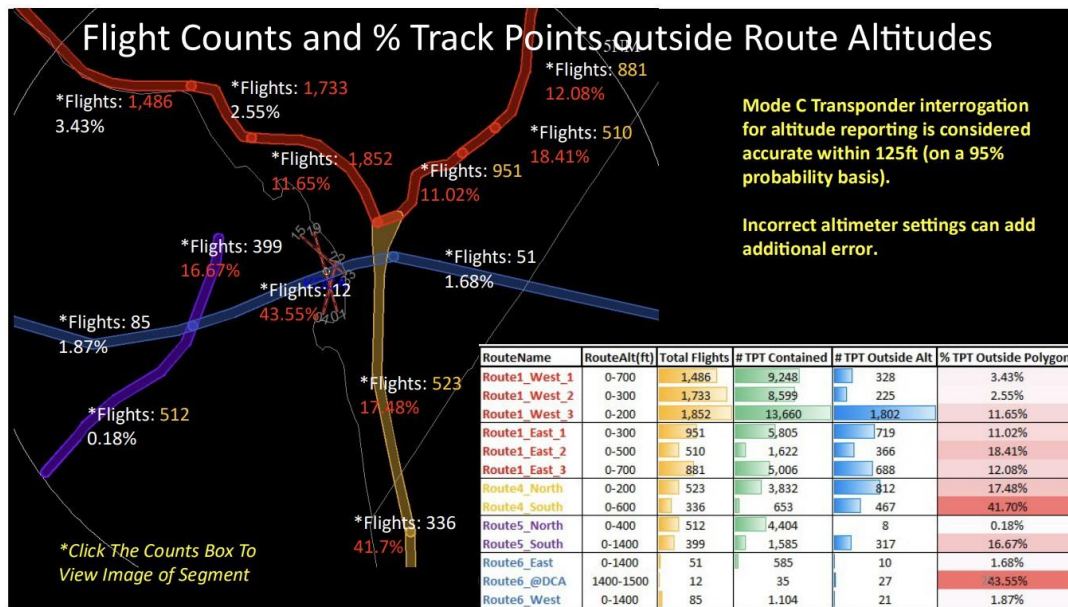 Flight Counts and % Track Points outside Route Altitudes
5NM
*Flights: 881
12.08%
*Flights: 1,486
3.43%
*Flights: 1,733
2.55%
*Flights: 510
18.41%
*Flights: 1,852
11.65%
*Flights: 951
11.02%
Mode C Transponder interrogation
for altitude reporting is considered
accurate within 125ft (on a 95%
probability basis).
Incorrect altimeter settings can add
additional error.
15
19
*Flights: 399
16.67%
*Flights: 51
1.68%
*Flights: 12
43.55%
*Flights: 85
1.87%
*Flights: 523
17.48%
*Flights: 512
0.18%
*Flights: 336
41.7%
*Click The Counts Box To
View Image of Segment
RouteName RouteAlt(ft) Total Flights # TPT Contained # TPT Outside Alt % TPT Outside Polygon
Route1_West_1 0-700 1,486 9,248 328 3.43%
Route1_West_2 0-300 1,733 8,599 225 2.55%
Route1_West_3 0-200 1,852 13,660 1,802 11.65%
Route1_East_1 0-300 951 5,805 719 11.02%
Route1_East_2 0-500 510 1,622 366 18.41%
Route1_East_3 0-700 881 5,006 688 12.08%
Route4_North 0-200 523 3,832 812 17.48%
Route4_South 0-600 336 653 467 41.70%
Route5_North 0-400 512 4,404 8 0.18%
Route5_South 0-1400 399 1,585 317 16.67%
Route6_East 0-1400 51 585 10 1.68%
Route6_@DCA 1400-1500 12 35 27 43.55%
Route6_West 0-1400 85 1.104 21 1.87%